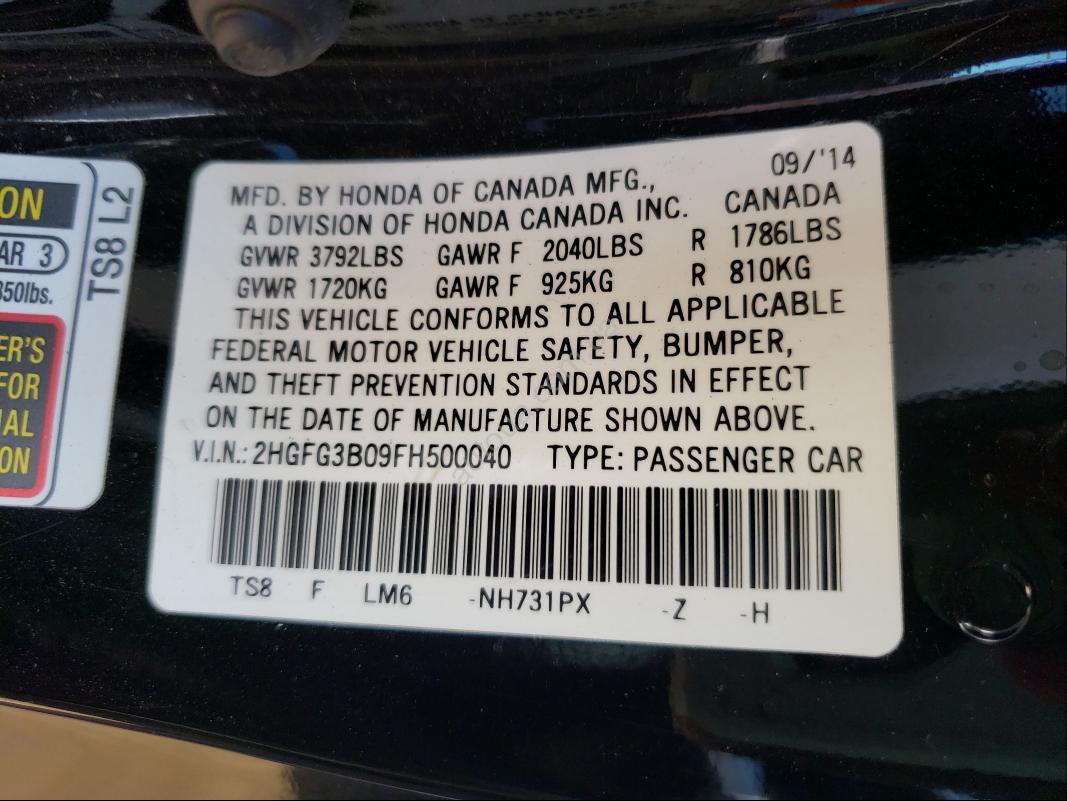 ON
AR 3
350lbs.
ER'S
FOR
IAL
ON
TS8 L2
09/'14
MFD. BY HONDA OF CANADA MFG.,
A DIVISION OF HONDA CANADA INC. CANADA
GVWR 3792LBS GAWR F 2040LBS R 1786LBS
GVWR 1720KG GAWR F 925KG R 810KG
THIS VEHICLE CONFORMS TO ALL APPLICABLE
FEDERAL MOTOR VEHICLE SAFETY, BUMPER,
AND THEFT PREVENTION STANDARDS IN EFFECT
ON THE DATE OF MANUFACTURE SHOWN ABOVE.
V.I.N.: 2HGFG3B09FH500040 TYPE: PASSENGER CAR
TS8 F LM6 -NH731PX -Z -H